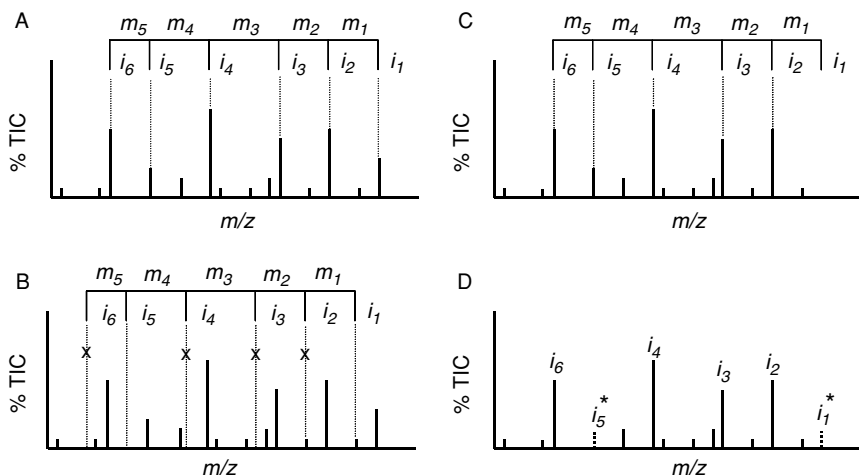 A
m5 m4 m3 m2 m1
i6 i5 i4 i3 i2 i1
% TIC
m/z
C
m5 m4 m3 m2 m1
i6 i5 i4 i3 i2 i1
% TIC
m/z
B
m5 m4 m3 m2 m1
i6 i5 i4 i3 i2 i1
x x x x
% TIC
m/z
D
i6 i5* i4 i3 i2 i1*
% TIC
m/z